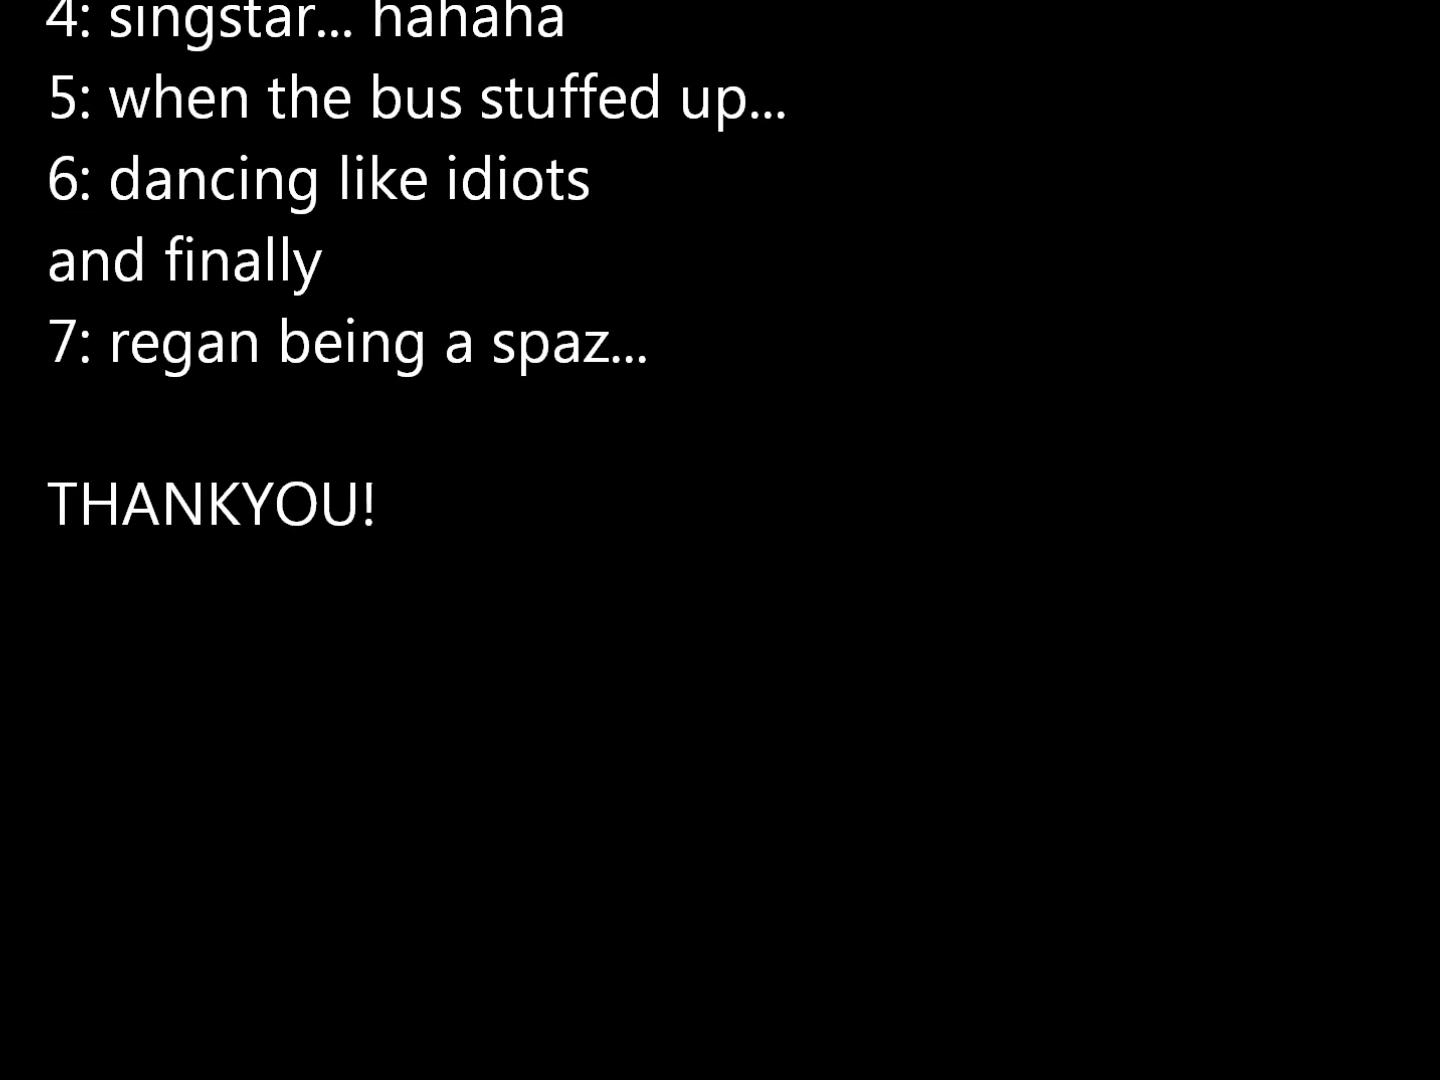 4: singstar... hahaha
5: when the bus stuffed up...
6: dancing like idiots
and finally
7: regan being a spaz...
THANKYOU!